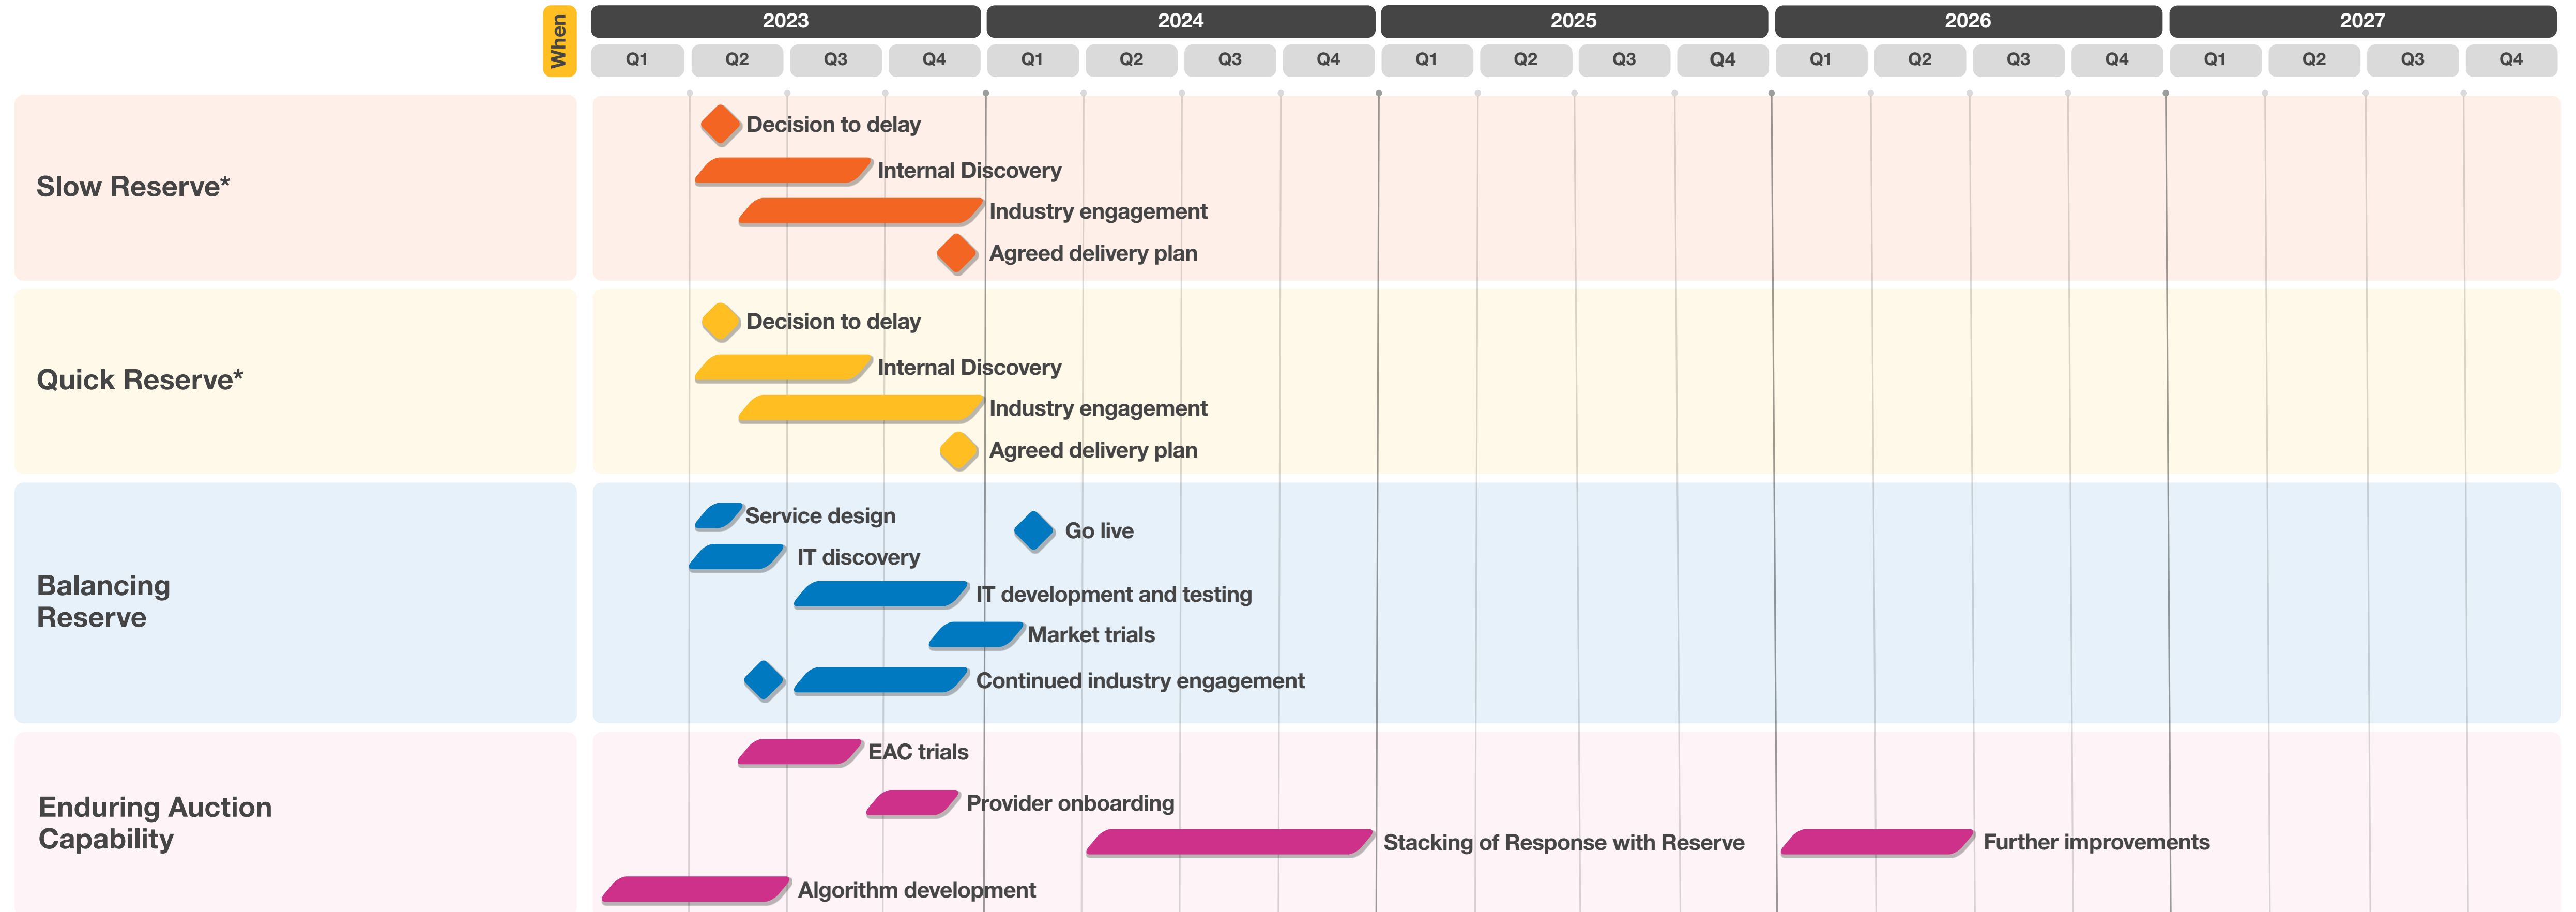 When
2023
2024
2025
2026
2027
Q1 Q2 Q3 Q4 Q1 Q2 Q3 Q4 Q1 Q2 Q3 Q4 Q1 Q2 Q3 Q4 Q1 Q2 Q3 Q4
Slow Reserve*
Decision to delay
Internal Discovery
Industry engagement
Agreed delivery plan
Quick Reserve*
Decision to delay
Internal Discovery
Industry engagement
Agreed delivery plan
Balancing
Reserve
Service design
Go live
IT discovery
IT development and testing
Market trials
Continued industry engagement
Enduring Auction
Capability
EAC trials
Provider onboarding
Stacking of Response with Reserve
Further improvements
Algorithm development